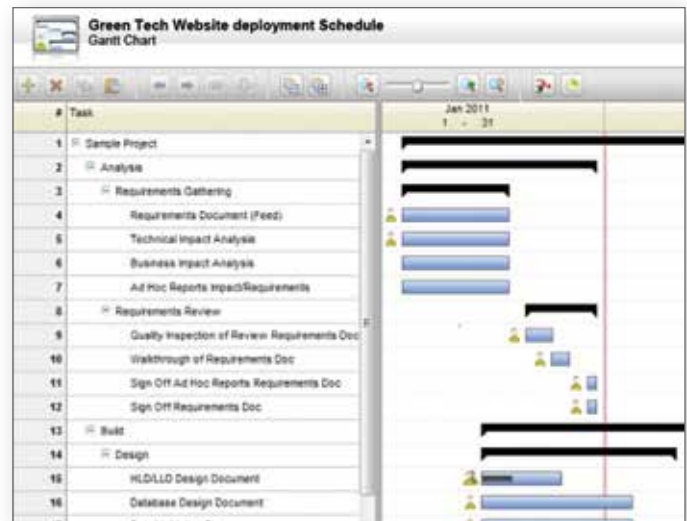 Green Tech Website deployment Schedule
Gantt Chart
# Task
Jan 2011
1 - 31
1 Sample Project
2 Analysis
3 Requirements Gathering
4 Requirements Document (Feed)
5 Technical Impact Analysis
6 Business Impact Analysis
7 Ad Hoc Reports Impact/Requirements
8 Requirements Review
9 Quality Inspection of Review Requirements Doc
10 Walkthrough of Requirements Doc
11 Sign Off Ad Hoc Reports Requirements Doc
12 Sign Off Requirements Doc
13 Build
14 Design
15 HLD/LLD Design Document
16 Database Design Document